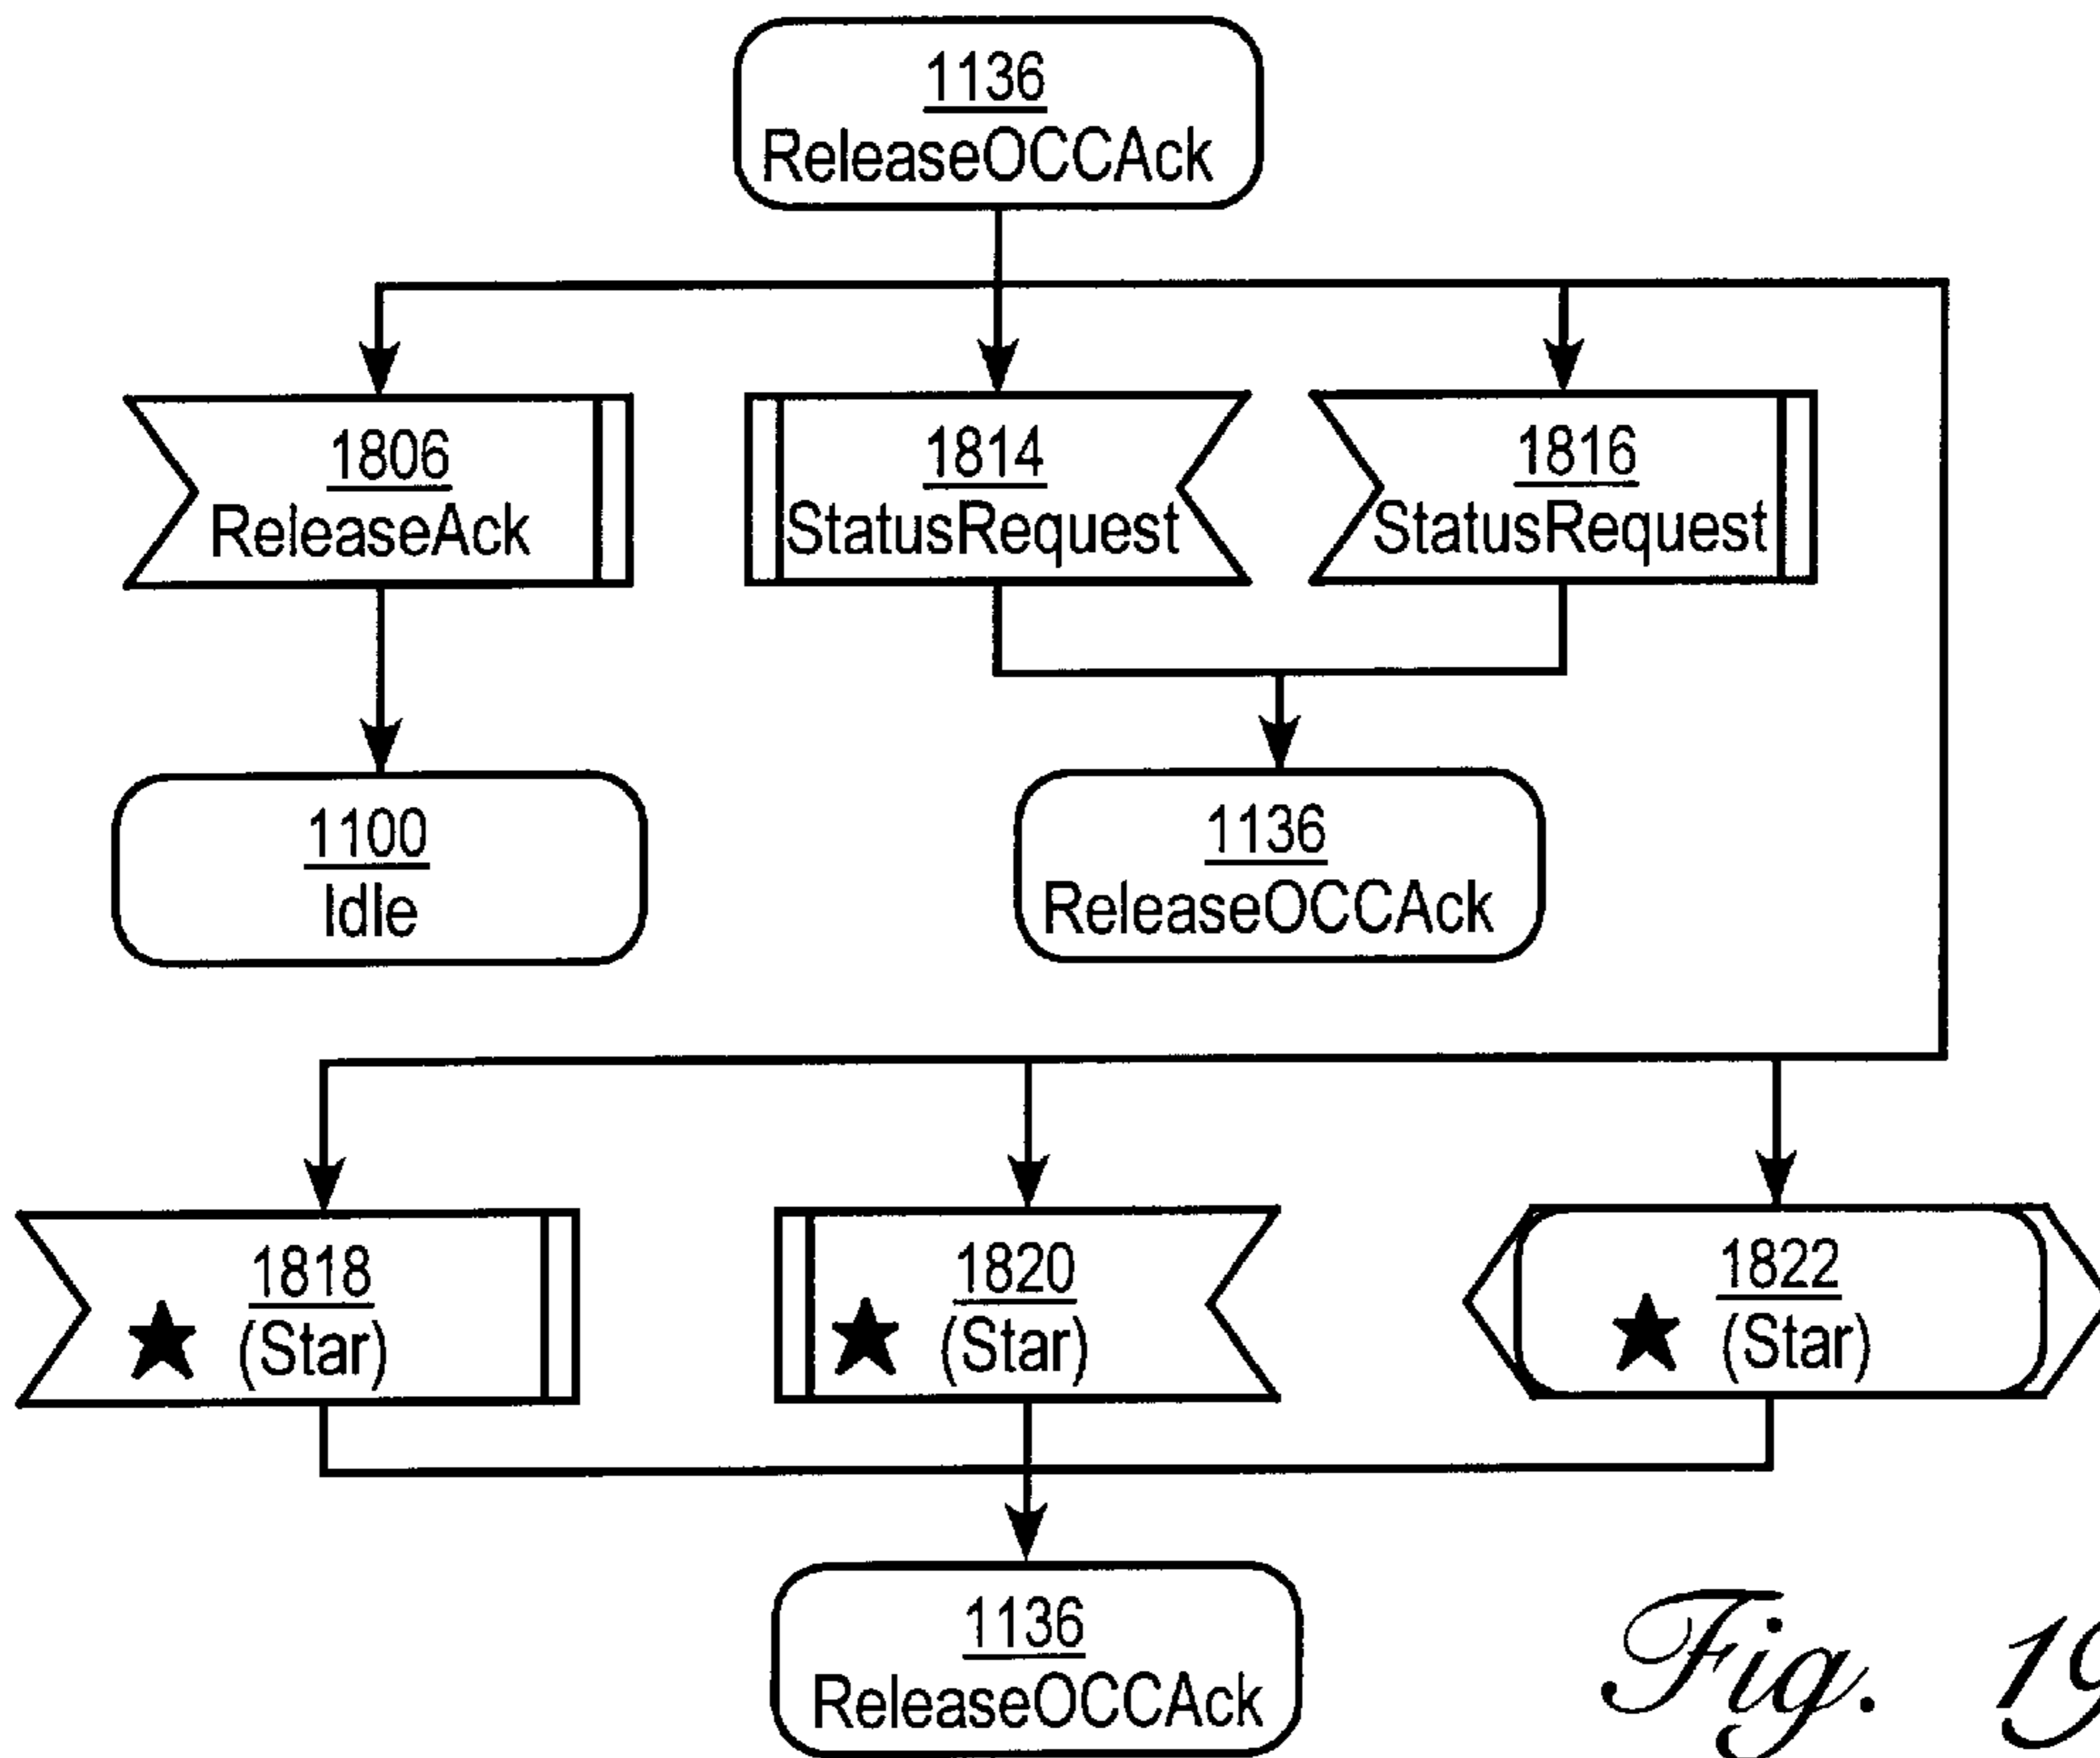 1136
ReleaseOCCAck
1806
ReleaseAck
1814
StatusRequest
1816
StatusRequest
1100
Idle
1136
ReleaseOCCAck
1818
(Star)
1820
(Star)
1822
(Star)
1136
ReleaseOCCAck
Fig. 19